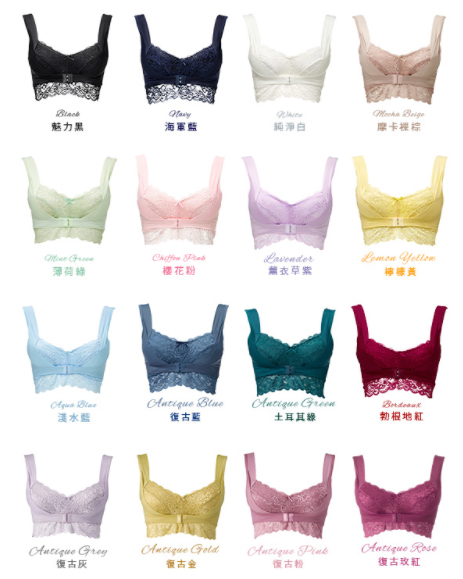 Black
魅力黑
Navy
海軍藍
White
純淨白
Mocha Beige
摩卡裸棕
Mint Green
薄荷綠
Chiffon Pink
櫻花粉
Lavender
薰衣草紫
Lemon Yellow
檸檬黃
Aqua Blue
淺水藍
Antique Blue
復古藍
Antique Green
土耳其綠
Bordeaux
勃根地紅
Antique Grey
復古灰
Antique Gold
復古金
Antique Pink
復古粉
Antique Rose
復古玫紅